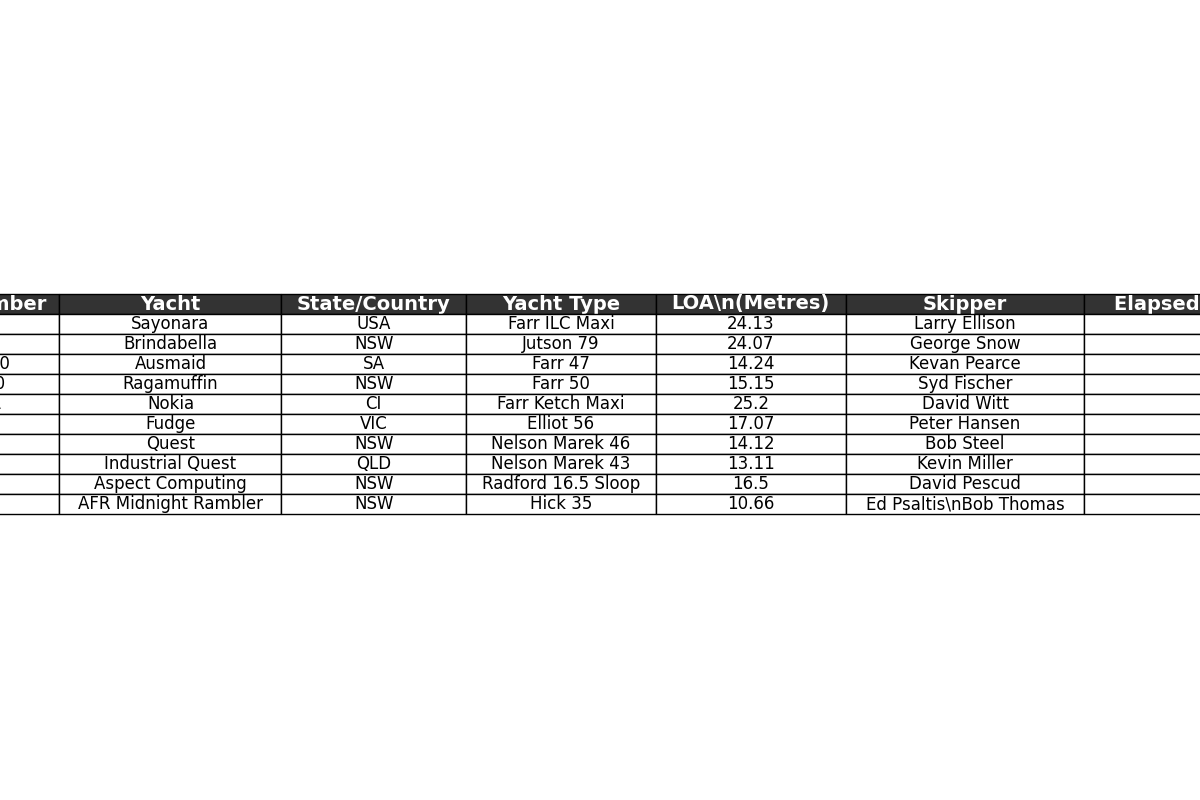 mber Yacht State/Country Yacht Type LOA\n(Metres) Skipper Elapsed
Sayonara USA Farr ILC Maxi 24.13 Larry Ellison
Brindabella NSW Jutson 79 24.07 George Snow
0 Ausmaid SA Farr 47 14.24 Kevan Pearce
0 Ragamuffin NSW Farr 50 15.15 Syd Fischer
Nokia CI Farr Ketch Maxi 25.2 David Witt
Fudge VIC Elliot 56 17.07 Peter Hansen
Quest NSW Nelson Marek 46 14.12 Bob Steel
Industrial Quest QLD Nelson Marek 43 13.11 Kevin Miller
Aspect Computing NSW Radford 16.5 Sloop 16.5 David Pescud
AFR Midnight Rambler NSW Hick 35 10.66 Ed Psaltis\nBob Thomas